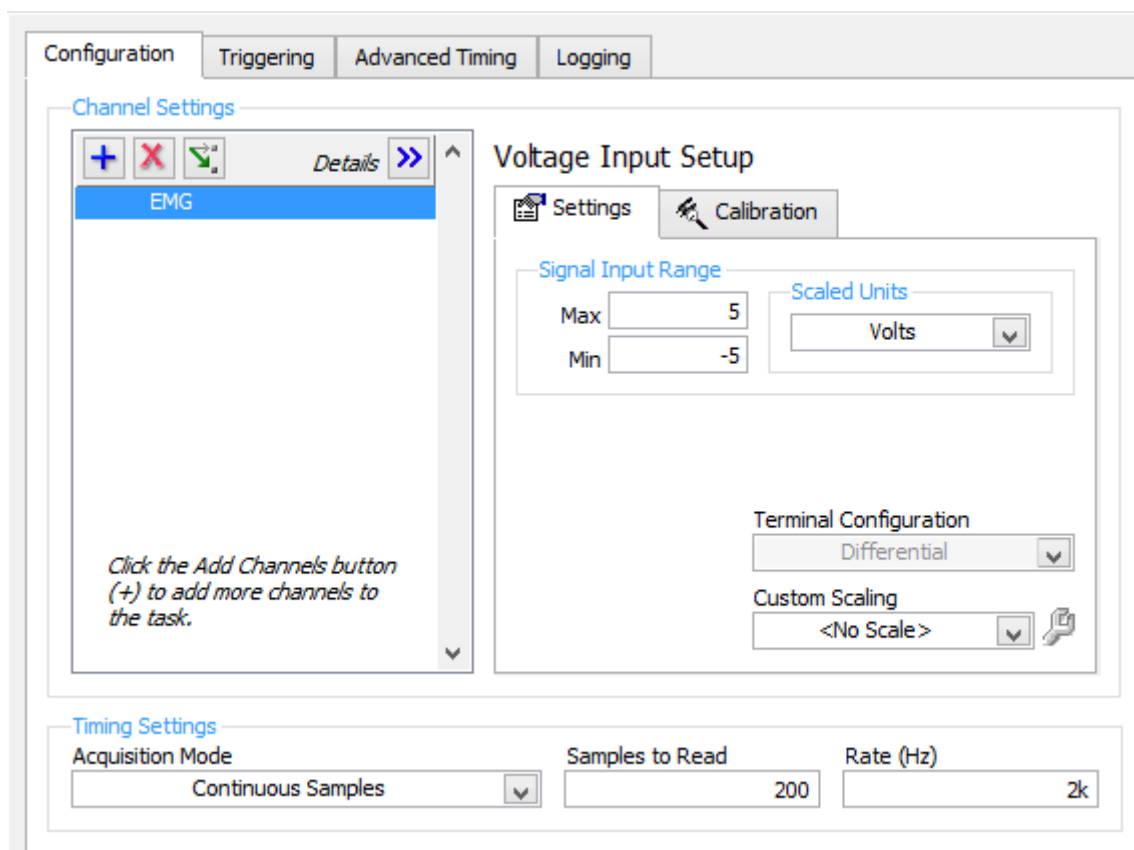 Configuration Triggering Advanced Timing Logging
Channel Settings
Details
EMG
Click the Add Channels button
(+) to add more channels to
the task.
Voltage Input Setup
Settings Calibration
Signal Input Range
Max 5
Min -5
Scaled Units
Volts
Terminal Configuration
Differential
Custom Scaling
<No Scale>
Timing Settings
Acquisition Mode Samples to Read Rate (Hz)
Continuous Samples 200 2k